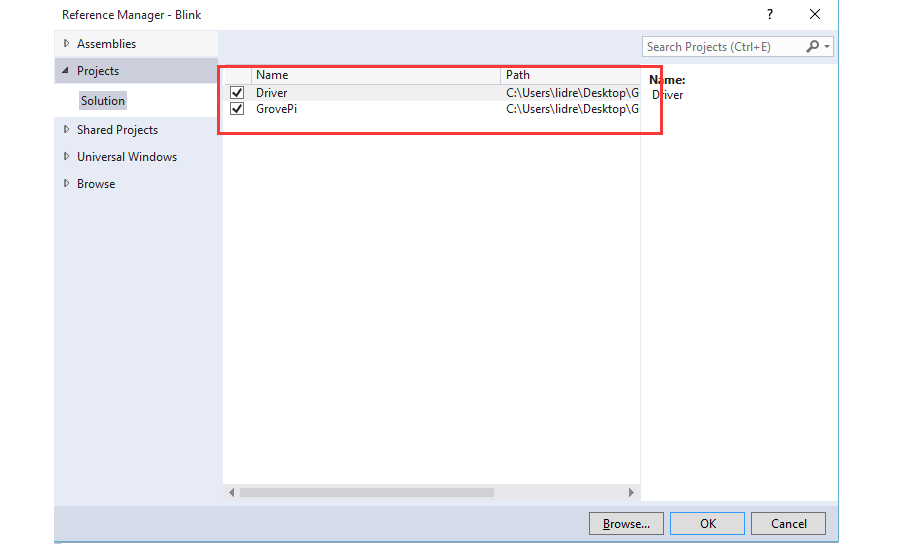 Reference Manager - Blink
?
Assemblies
Search Projects (Ctrl+E)
Projects
Solution
Shared Projects
Universal Windows
Browse
Name Path
Driver C:\Users\lidre\Desktop\G
GrovePi C:\Users\lidre\Desktop\G
Name:
Driver
Browse... OK Cancel